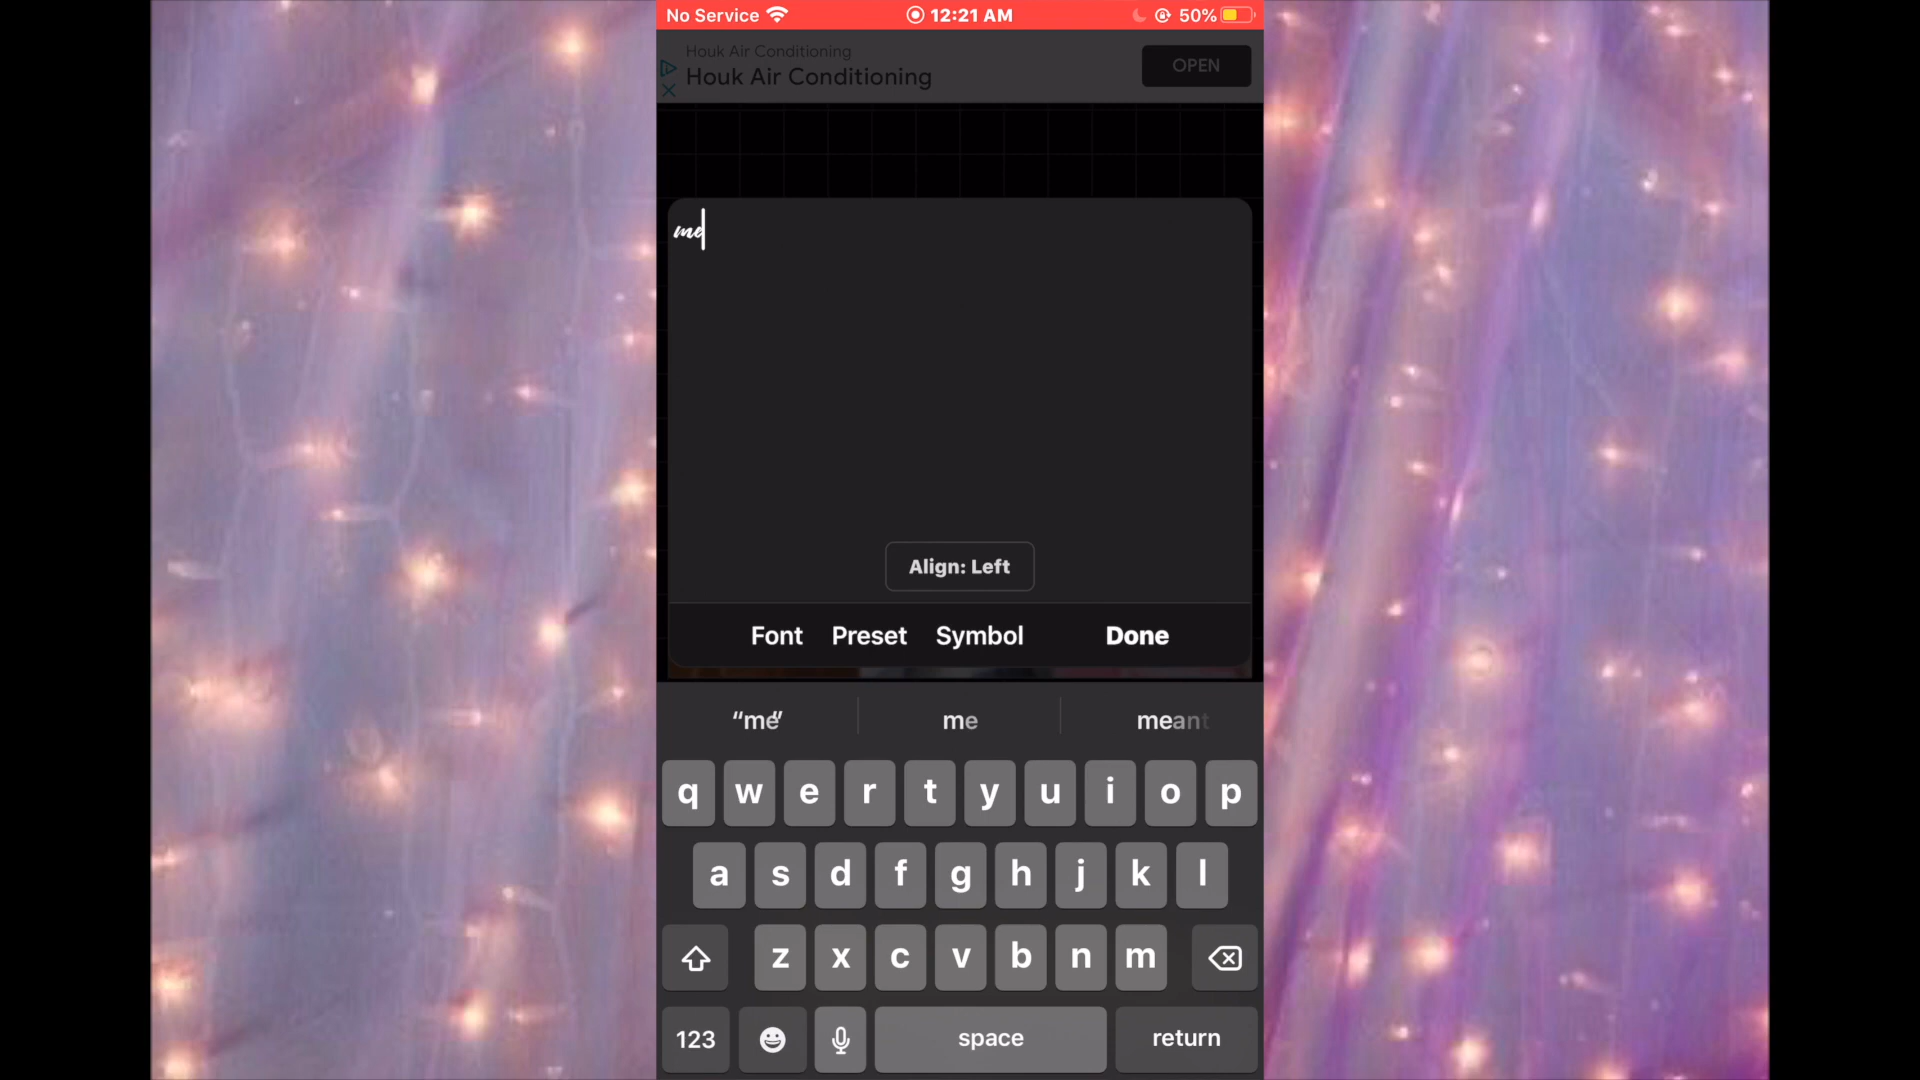 No Service 12:21 AM 50%
Houk Air Conditioning
Houk Air Conditioning
OPEN
me
Align: Left
Font Preset Symbol Done
“me” me meant
q w e r t y u i o p
a s d f g h j k l
z x c v b n m
123 space return